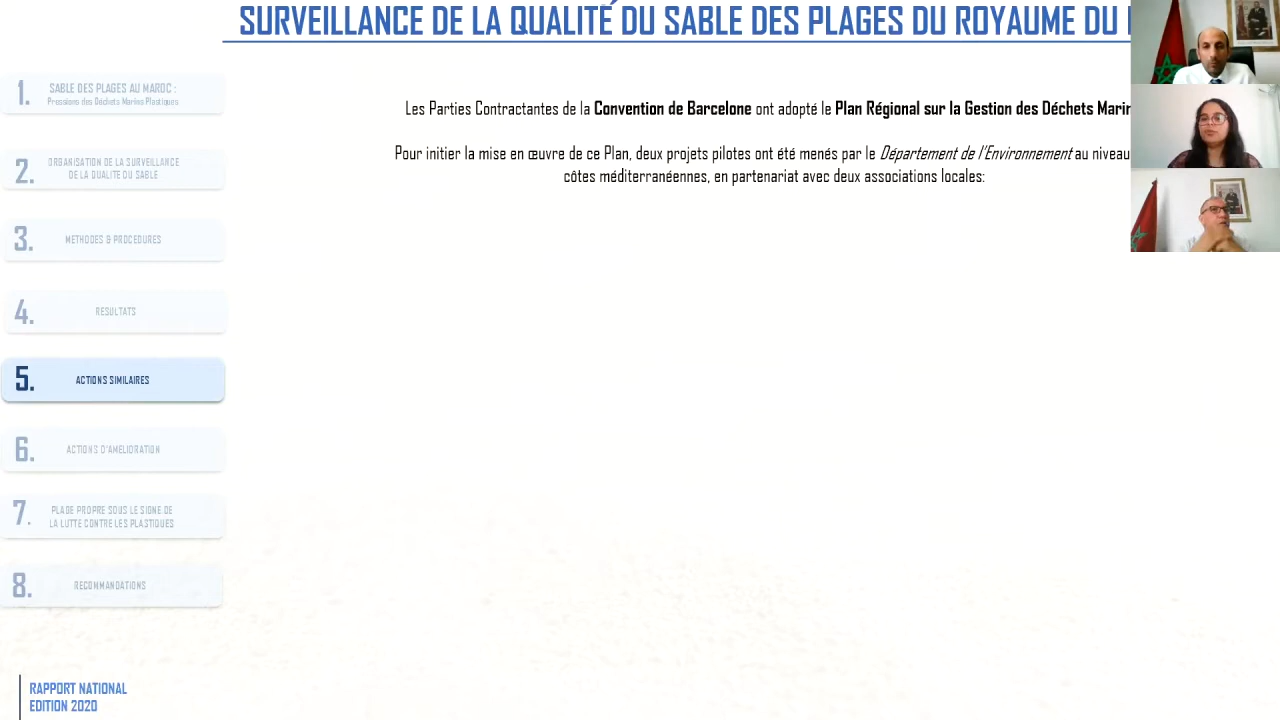 SURVEILLANCE DE LA QUALITÉ DU SABLE DES PLAGES DU ROYAUME DU
1. SABLE DES PLAGES AU MAROC :
Pressions des Déchets Marins Plastiques
2. ORGANISATION DE LA SURVEILLANCE
DE LA QUALITE DU SABLE
3. METHODES & PROCEDURES
4. RESULTATS
5. ACTIONS SIMILAIRES
6. ACTIONS D'AMELIORATION
7. PLAGE PROPRE SOUS LE SIGNE DE
LA LUTTE CONTRE LES PLASTIQUES
8. RECOMMANDATIONS
Les Parties Contractantes de la Convention de Barcelone ont adopté le Plan Régional sur la Gestion des Déchets Marin
Pour initier la mise en œuvre de ce Plan, deux projets pilotes ont été menés par le Département de l'Environnement au niveau
côtes méditerranéennes, en partenariat avec deux associations locales:
RAPPORT NATIONAL
EDITION 2020